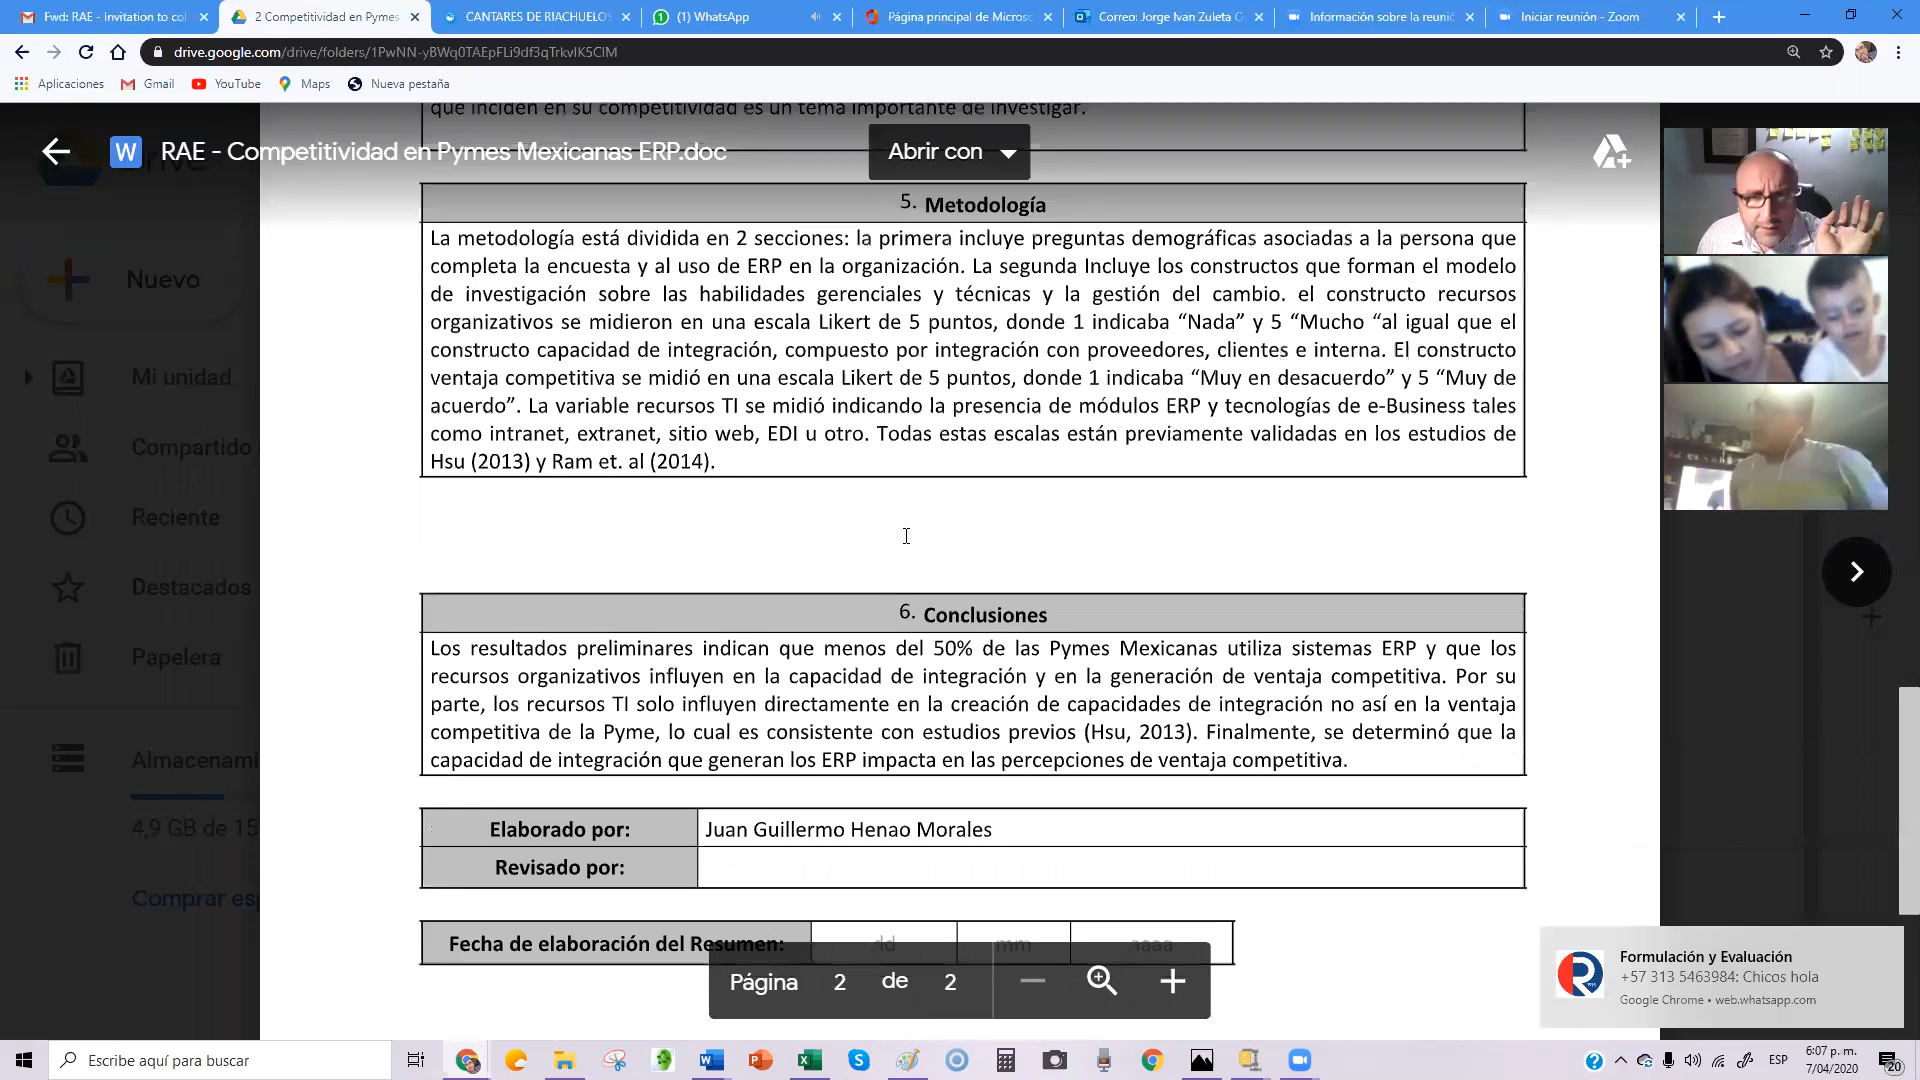 Fwd: RAE - Invitation to col
2 Competitividad en Pymes
CANTARES DE RIACHUELOS
(1) WhatsApp
Página principal de Microso
Correo: Jorge Ivan Zuleta G
Información sobre la reunió
Iniciar reunión - Zoom
drive.google.com/drive/folders/1PwNN-yBWq0TAEpFLi9df3qTrkvIK5ClM
Aplicaciones
Gmail
YouTube
Maps
Nueva pestaña
que inciden en su competitividad es un tema importante de investigar.
W RAE - Competitividad en Pymes Mexicanas ERP.doc
Abrir con
Nuevo
Mi unidad
Compartido
Reciente
Destacados
Papelera
Almacenami
4,9 GB de 15
Comprar esp
5. Metodología
La metodología está dividida en 2 secciones: la primera incluye preguntas demográficas asociadas a la persona que
completa la encuesta y al uso de ERP en la organización. La segunda Incluye los constructos que forman el modelo
de investigación sobre las habilidades gerenciales y técnicas y la gestión del cambio. el constructo recursos
organizativos se midieron en una escala Likert de 5 puntos, donde 1 indicaba “Nada” y 5 “Mucho “al igual que el
constructo capacidad de integración, compuesto por integración con proveedores, clientes e interna. El constructo
ventaja competitiva se midió en una escala Likert de 5 puntos, donde 1 indicaba “Muy en desacuerdo” y 5 “Muy de
acuerdo”. La variable recursos TI se midió indicando la presencia de módulos ERP y tecnologías de e-Business tales
como intranet, extranet, sitio web, EDI u otro. Todas estas escalas están previamente validadas en los estudios de
Hsu (2013) y Ram et. al (2014).
6. Conclusiones
Los resultados preliminares indican que menos del 50% de las Pymes Mexicanas utiliza sistemas ERP y que los
recursos organizativos influyen en la capacidad de integración y en la generación de ventaja competitiva. Por su
parte, los recursos TI solo influyen directamente en la creación de capacidades de integración no así en la ventaja
competitiva de la Pyme, lo cual es consistente con estudios previos (Hsu, 2013). Finalmente, se determinó que la
capacidad de integración que generan los ERP impacta en las percepciones de ventaja competitiva.
Elaborado por: Juan Guillermo Henao Morales
Revisado por:
Fecha de elaboración del Resumen: dd mm aaaa
Página 2 de 2
Formulación y Evaluación
+57 313 5463984: Chicos hola
Google Chrome • web.whatsapp.com
Escribe aquí para buscar
ESP
6:07 p. m.
7/04/2020
20